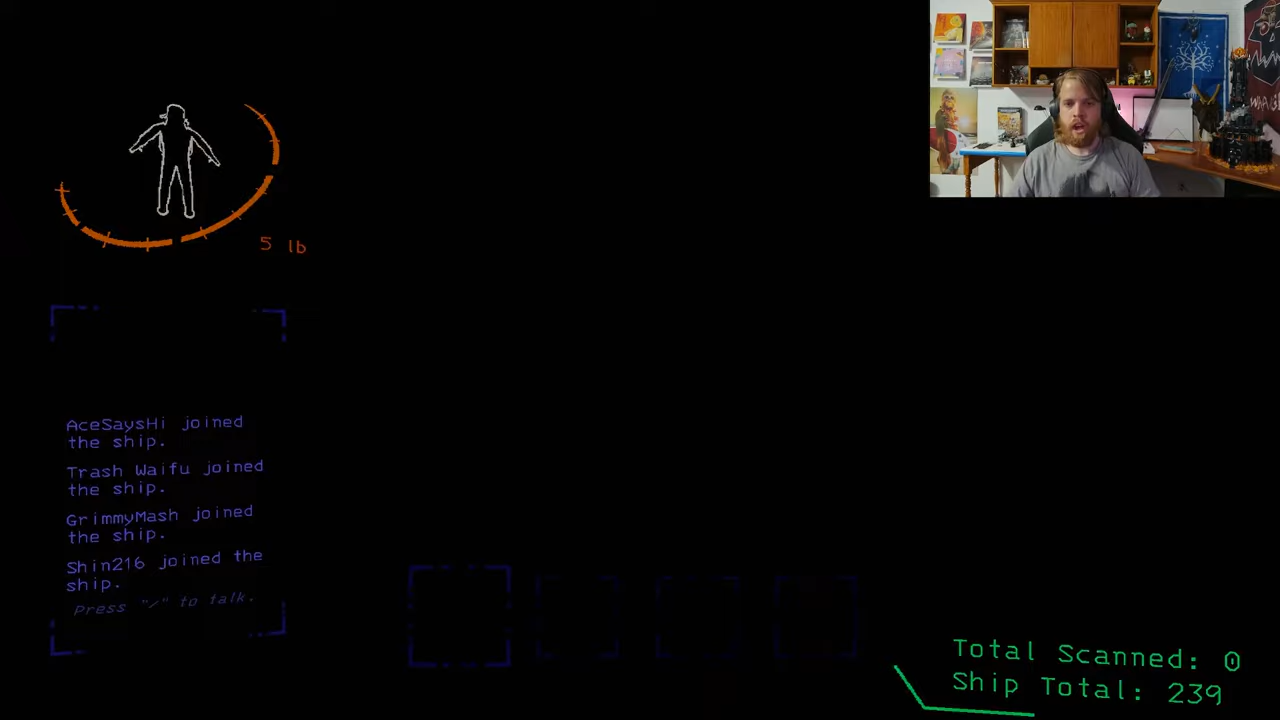 5 lb
AceSaysHi joined
the ship.
Trash Waifu joined
the ship.
GrimmyMash joined
the ship.
Shin216 joined the
ship.
Press "/" to talk.
Total Scanned: 0
Ship Total: 239